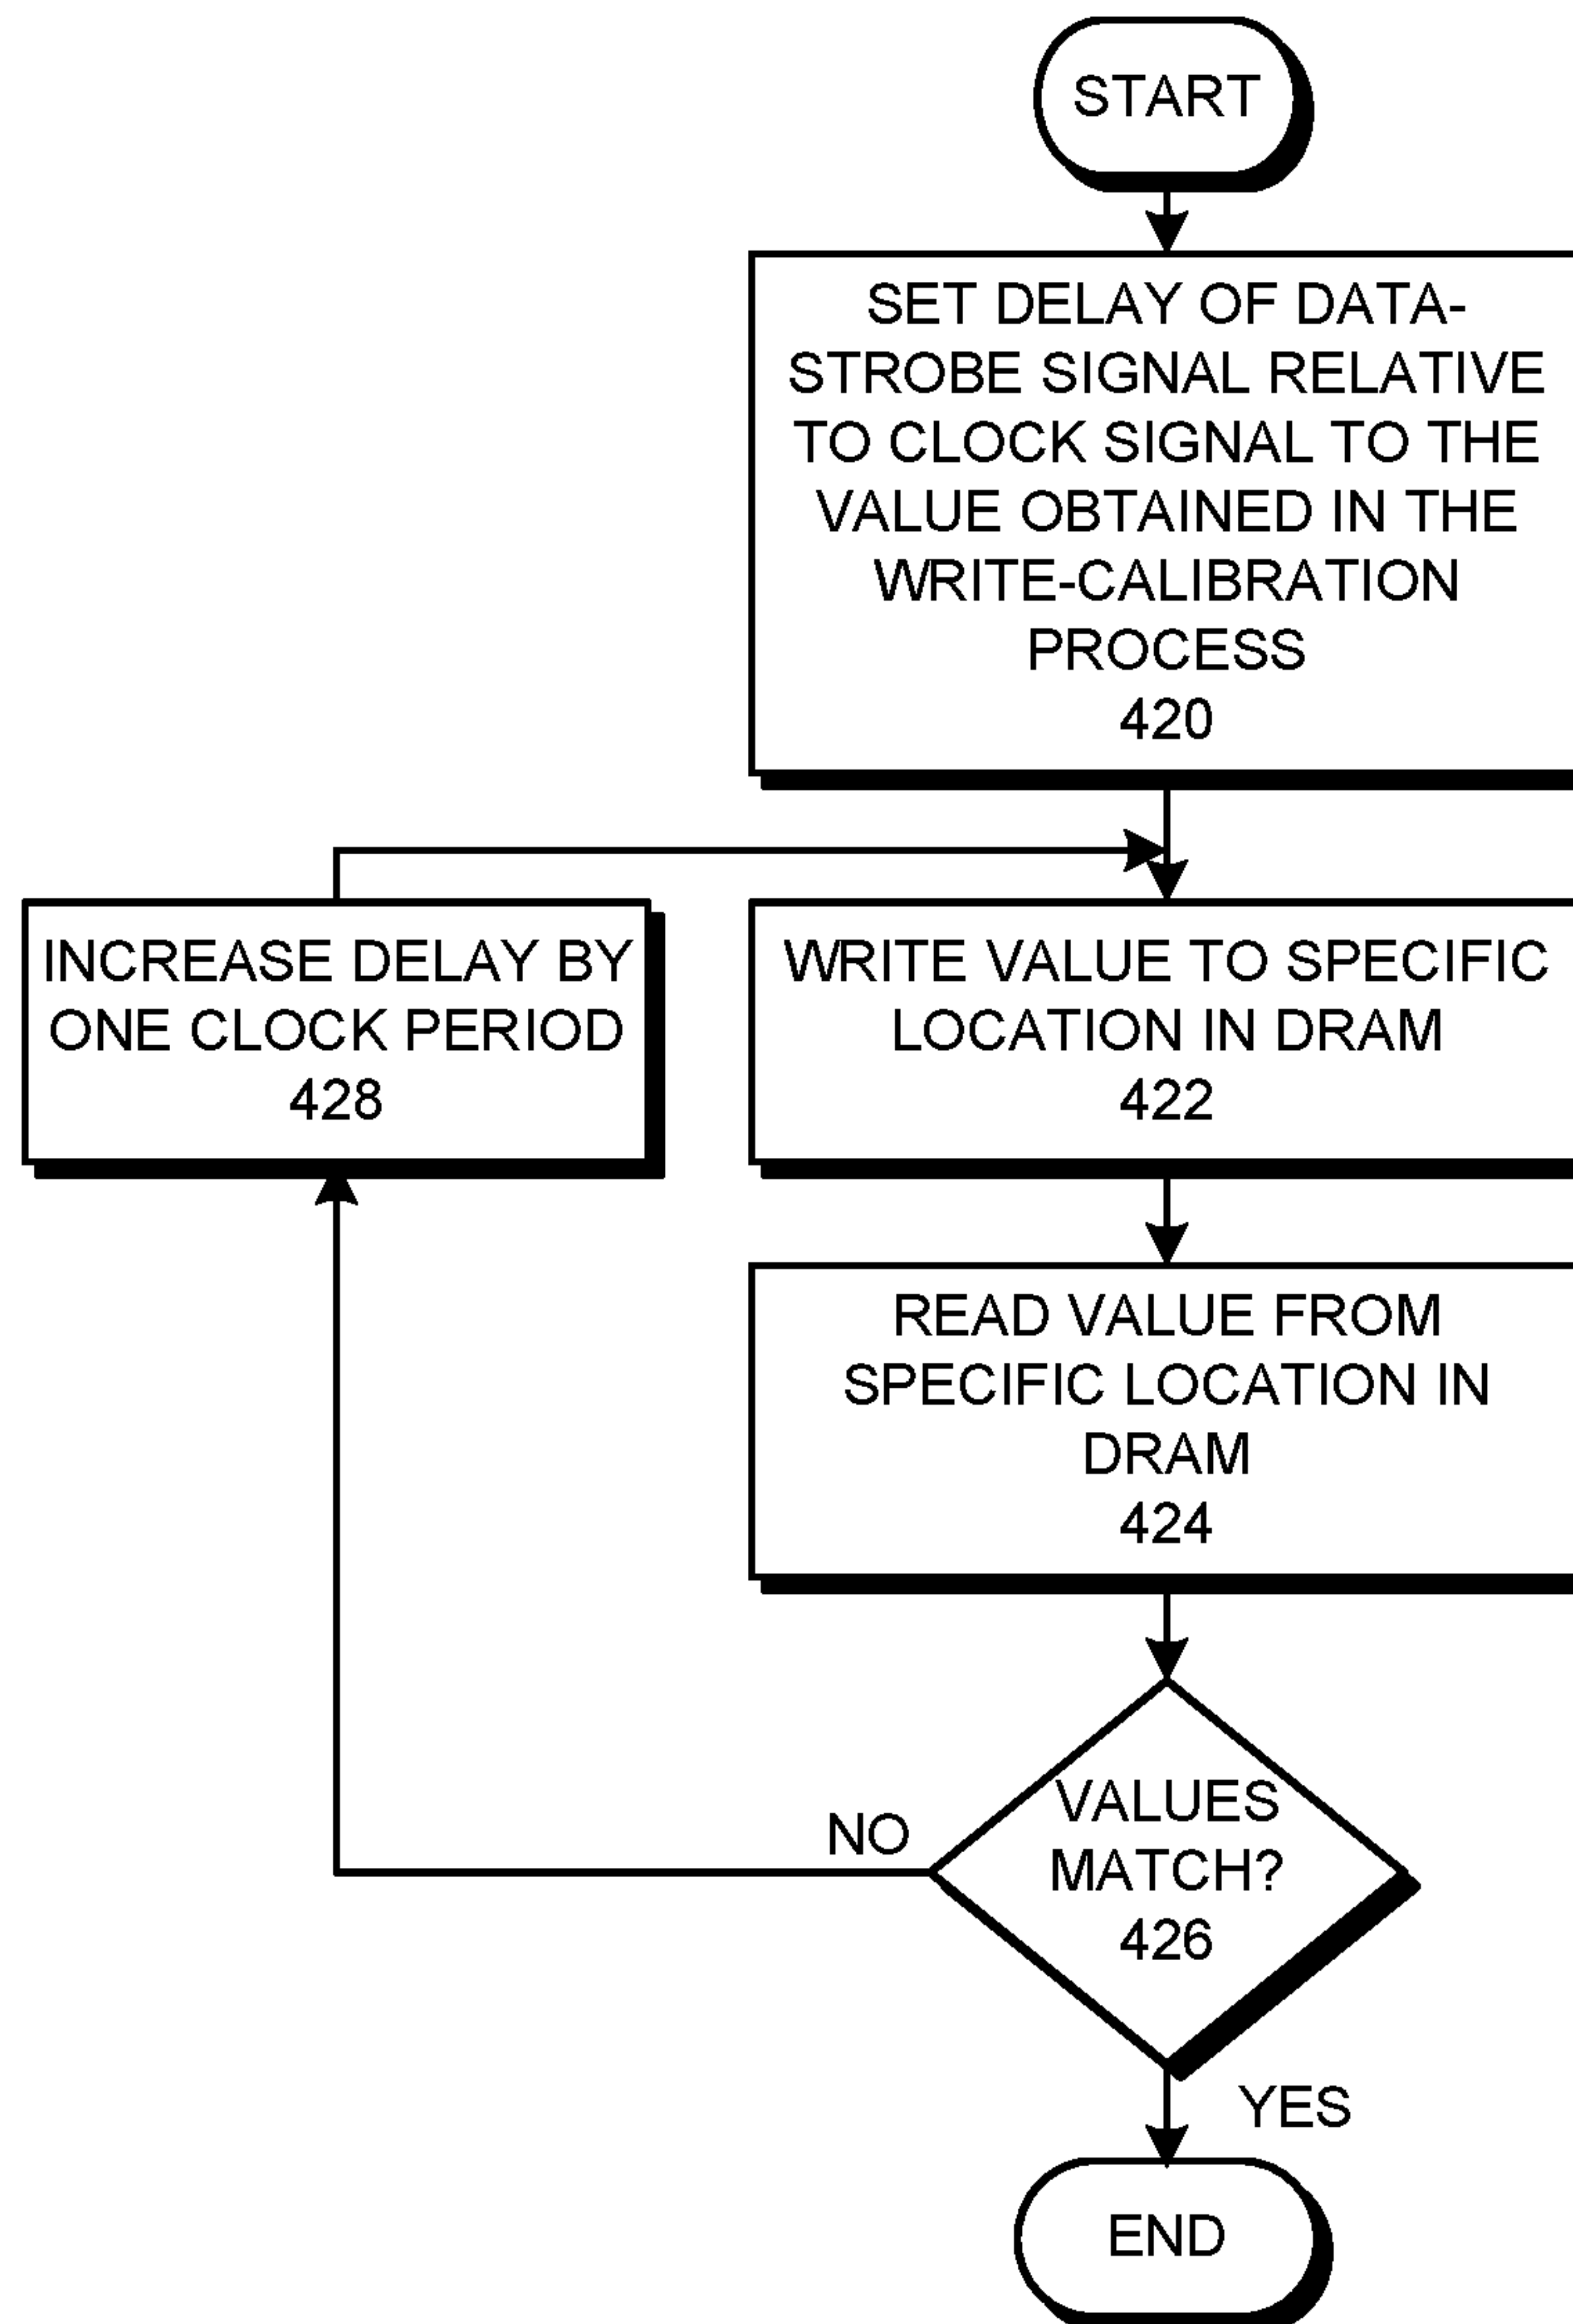 START
SET DELAY OF DATA-
STROBE SIGNAL RELATIVE
TO CLOCK SIGNAL TO THE
VALUE OBTAINED IN THE
WRITE-CALIBRATION
PROCESS
420
INCREASE DELAY BY
ONE CLOCK PERIOD
428
WRITE VALUE TO SPECIFIC
LOCATION IN DRAM
422
READ VALUE FROM
SPECIFIC LOCATION IN
DRAM
424
VALUES
MATCH?
426
NO
YES
END